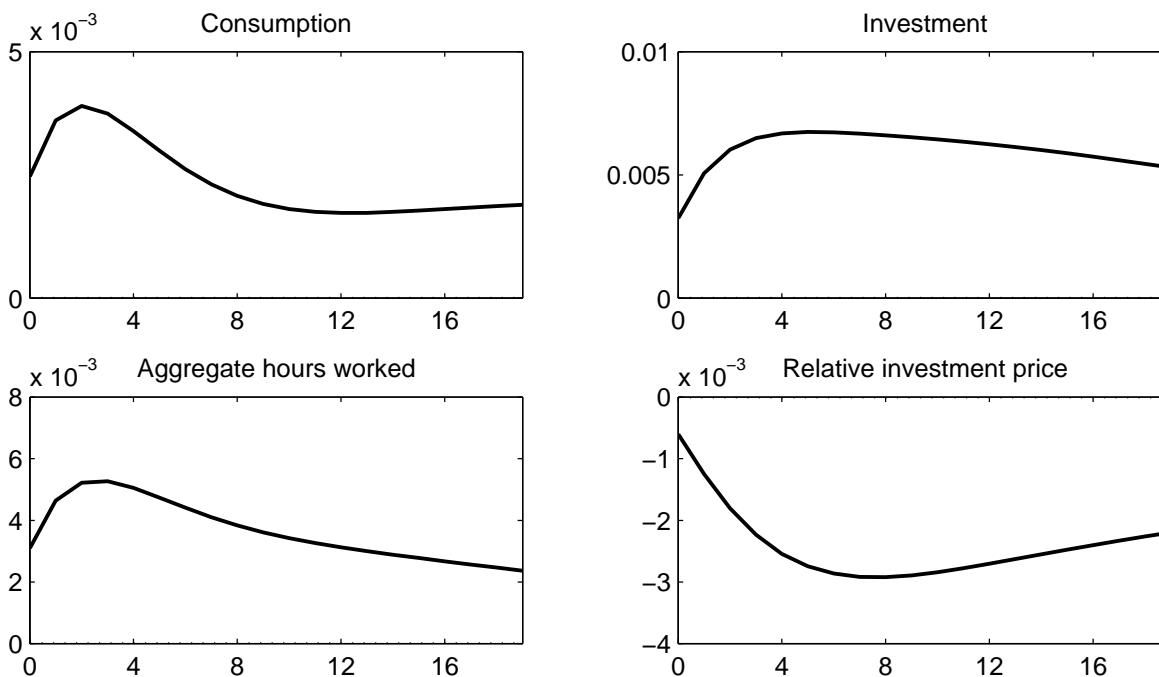 x 10−3
Consumption
5
0
0 4 8 12 16
Investment
0.01
0.005
0
0 4 8 12 16
x 10−3
Aggregate hours worked
8
6
4
2
0
0 4 8 12 16
x 10−3
Relative investment price
0
−1
−2
−3
−4
0 4 8 12 16